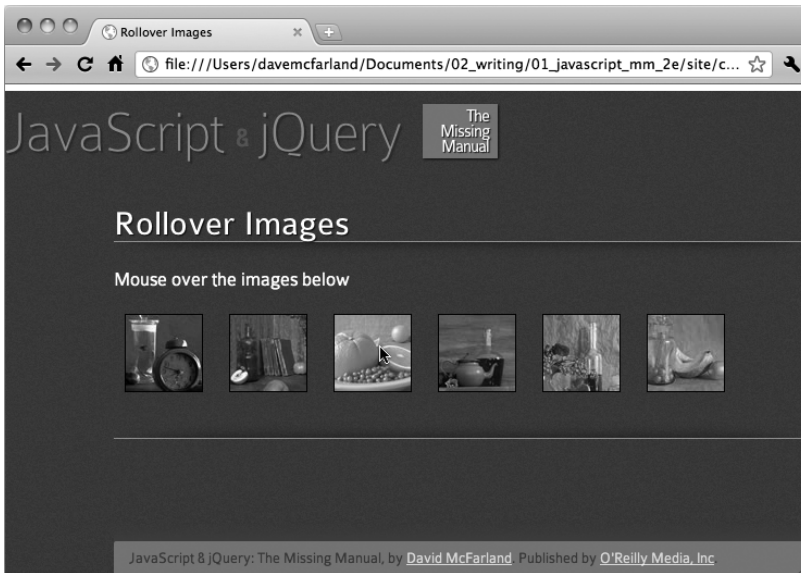 Rollover Images
file:///Users/davemcfarland/Documents/02_writing/01_javascript_mm_2e/site/c...
JavaScript & jQuery
The
Missing
Manual
Rollover Images
Mouse over the images below
JavaScript & jQuery: The Missing Manual, by David McFarland. Published by O'Reilly Media, Inc.